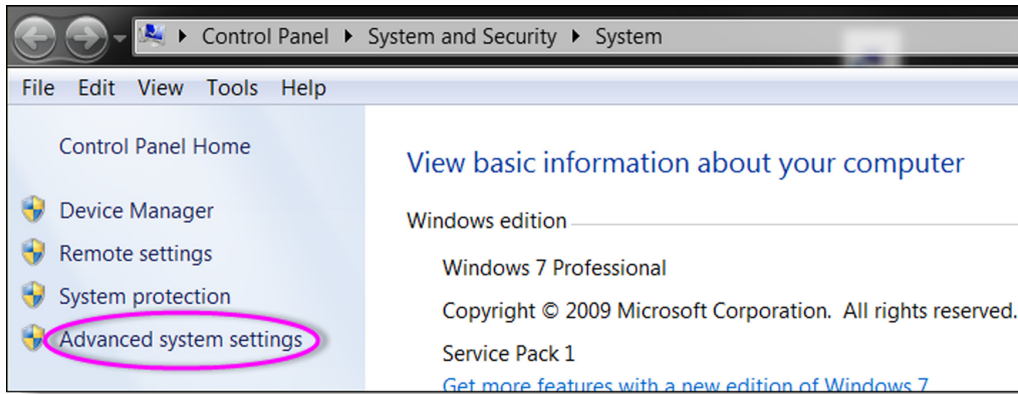 Control Panel ▸ System and Security ▸ System
File Edit View Tools Help
Control Panel Home
Device Manager
Remote settings
System protection
Advanced system settings
View basic information about your computer
Windows edition
Windows 7 Professional
Copyright © 2009 Microsoft Corporation. All rights reserved.
Service Pack 1
Get more features with a new edition of Windows 7